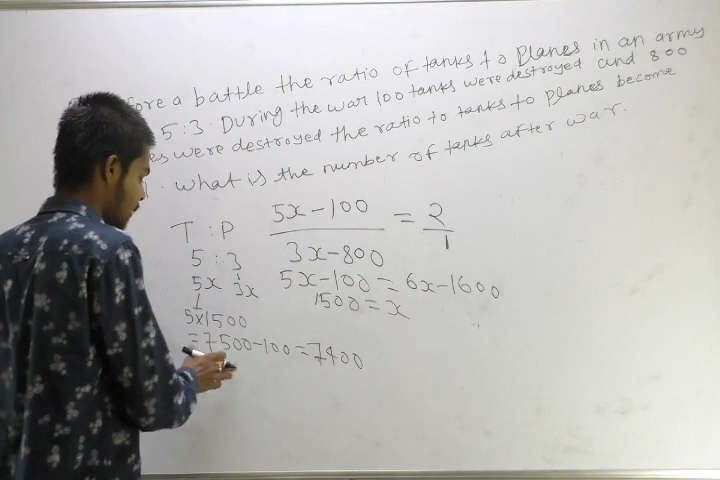 fore a battle the ratio of tanks to Planes in an army
5:3. During the war 100 tanks were destroyed and 800
es were destroyed the ratio to tanks to planes become
1. what is the number of tanks after war.
T : P
5x-100 / 3x-800 = 2/1
5 : 3
5x 3x
5x-100 = 6x-1600
1500 = x
5x1500
=7500-100=7400